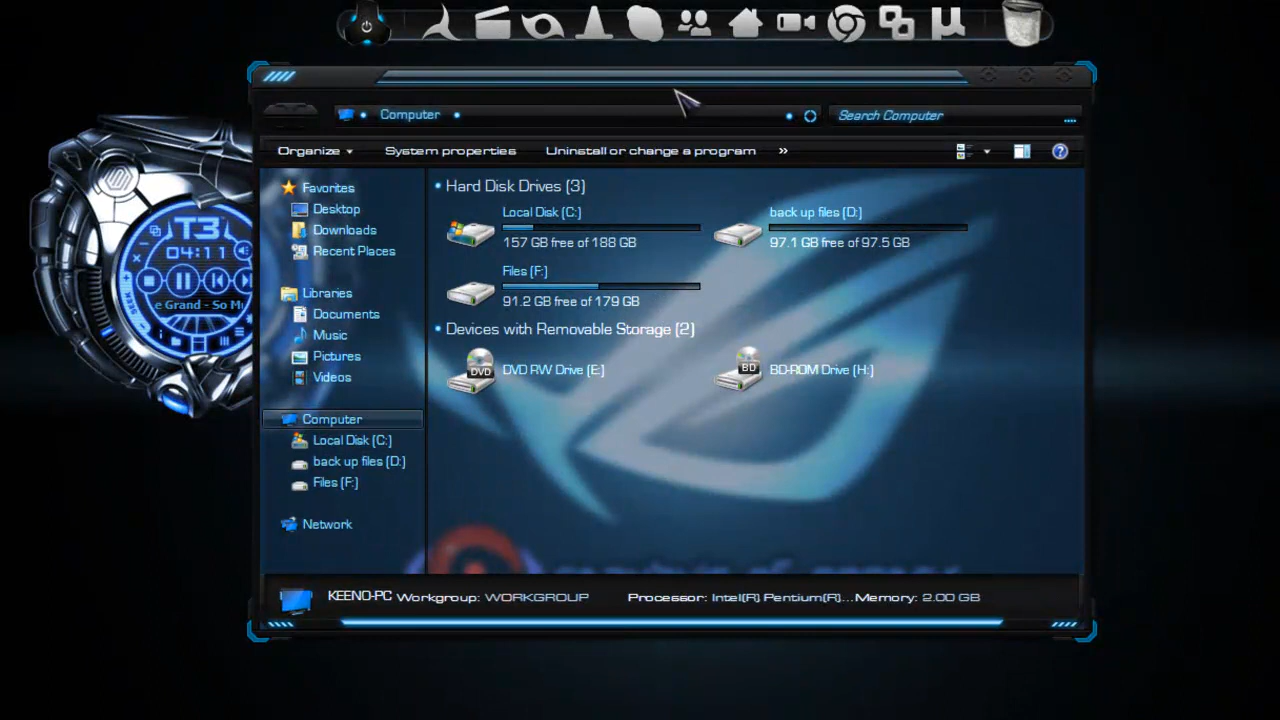 Computer
Search Computer
Organize
System properties
Uninstall or change a program
»
Favorites
Desktop
Downloads
Recent Places
Libraries
Documents
Music
Pictures
Videos
Computer
Local Disk (C:)
back up files (D:)
Files (F:)
Network
Hard Disk Drives (3)
Local Disk (C:)
157 GB free of 188 GB
back up files (D:)
97.1 GB free of 97.5 GB
Files (F:)
91.2 GB free of 179 GB
Devices with Removable Storage (2)
DVD
DVD RW Drive (E:)
BD
BD-ROM Drive (H:)
KEENO-PC Workgroup: WORKGROUP Processor: Intel(R) Pentium(R)... Memory: 2.00 GB
T3
04:11
e Grand - So Mu
SEEK